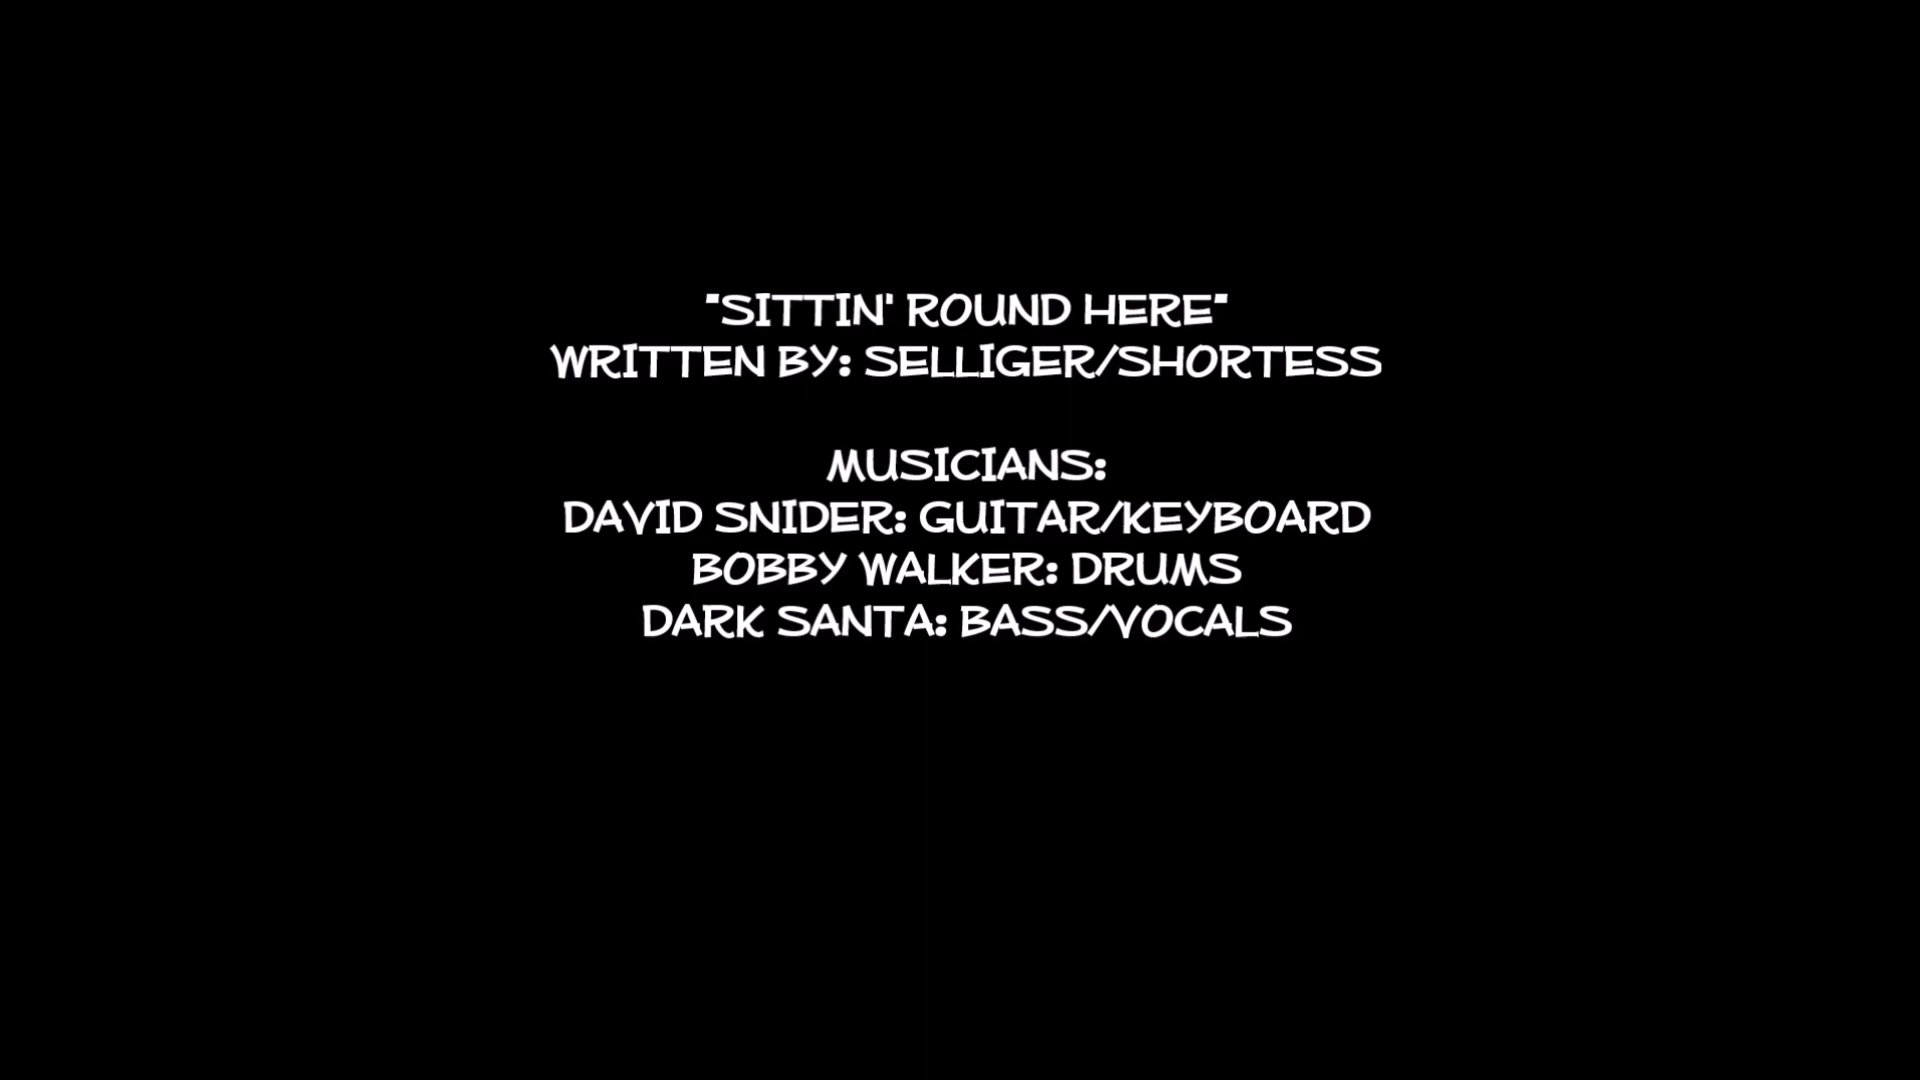 "SITTIN' ROUND HERE"
WRITTEN BY: SELLIGER/SHORTESS
MUSICIANS:
DAVID SNIDER: GUITAR/KEYBOARD
BOBBY WALKER: DRUMS
DARK SANTA: BASS/VOCALS